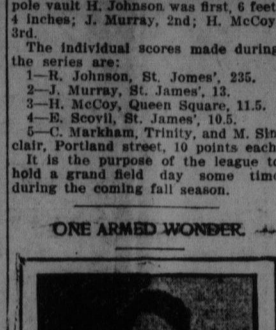 pole vault H. Johnson was first, 6 feet
4 inches; J. Murray, 2nd; H. McCoy
3rd.
The individual scores made during
the series are:
1—R. Johnson, St. Jomes', 235.
2—J. Murray, St. James', 13.
3—H. McCoy, Queen Square, 11.5.
4—E. Scovil, St. James', 10.5.
5—C. Markham, Trinity, and M. Sin
clair, Portland street, 10 points each
It is the purpose of the league to
hold a grand field day some time
during the coming fall season.
ONE ARMED WONDER.